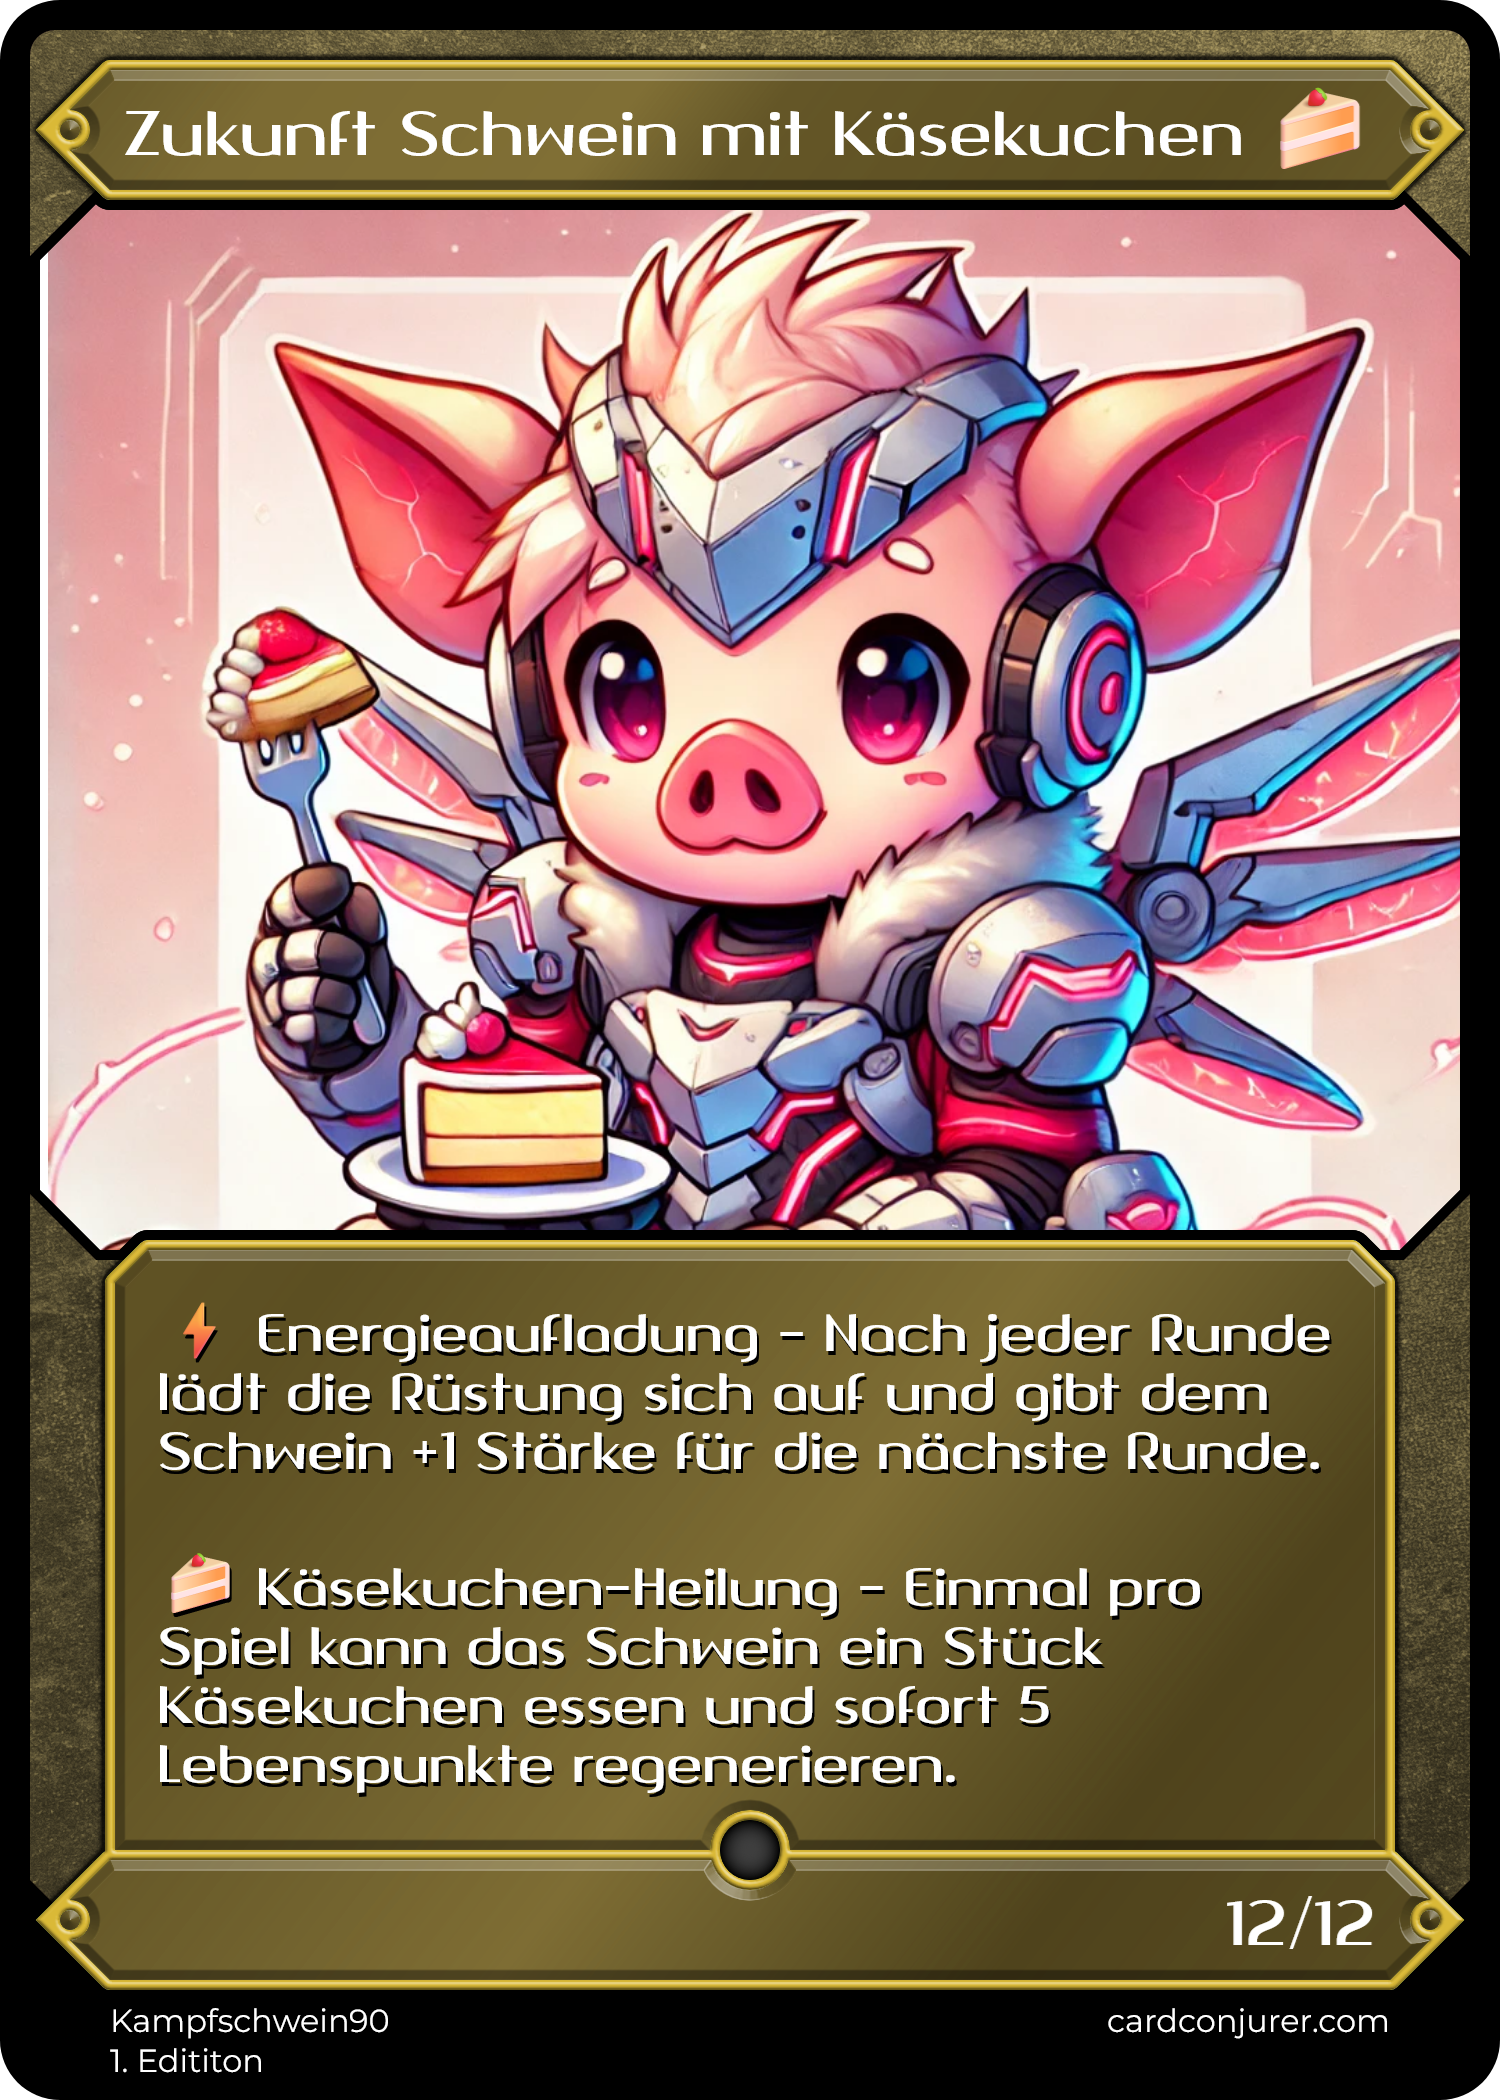 Zukunft Schwein mit Käsekuchen 🍰
⚡ Energieaufladung - Nach jeder Runde
lädt die Rüstung sich auf und gibt dem
Schwein +1 Stärke für die nächste Runde.
🍰 Käsekuchen-Heilung - Einmal pro
Spiel kann das Schwein ein Stück
Käsekuchen essen und sofort 5
Lebenspunkte regenerieren.
12/12
Kampfschwein90
cardconjurer.com
1. Edititon